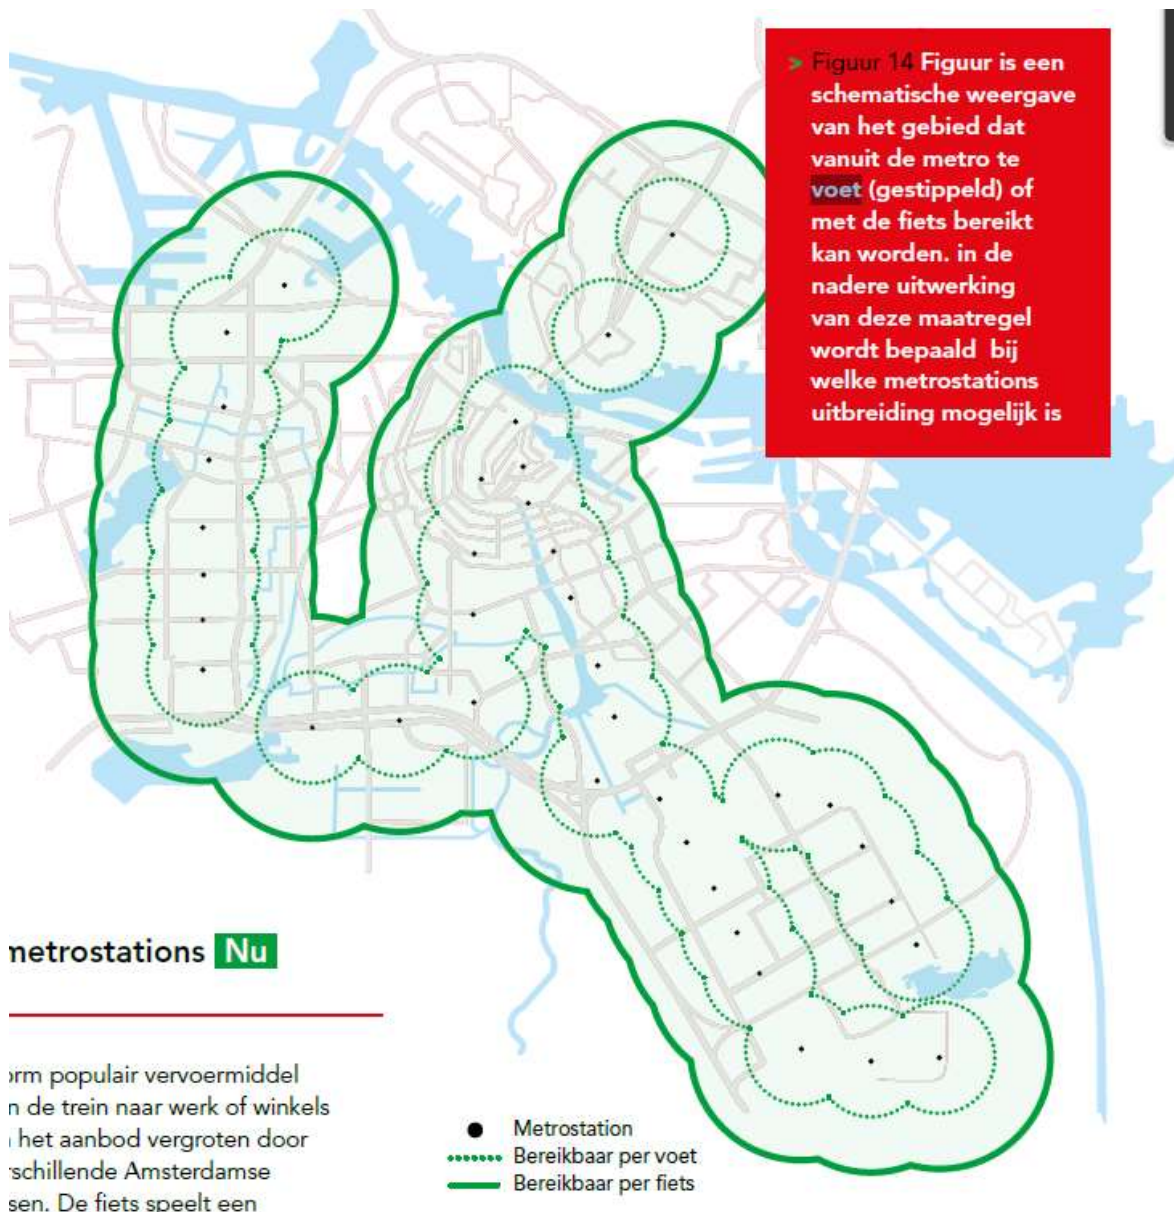 > Figuur 14 Figuur is een
schematische weergave
van het gebied dat
vanuit de metro te
voet (gestippeld) of
met de fiets bereikt
kan worden. in de
nadere uitwerking
van deze maatregel
wordt bepaald bij
welke metrostations
uitbreiding mogelijk is
metrostations Nu
orm populair vervoermiddel
n de trein naar werk of winkels
het aanbod vergroten door
rschillende Amsterdamse
sen. De fiets speelt een
Metrostation
Bereikbaar per voet
Bereikbaar per fiets